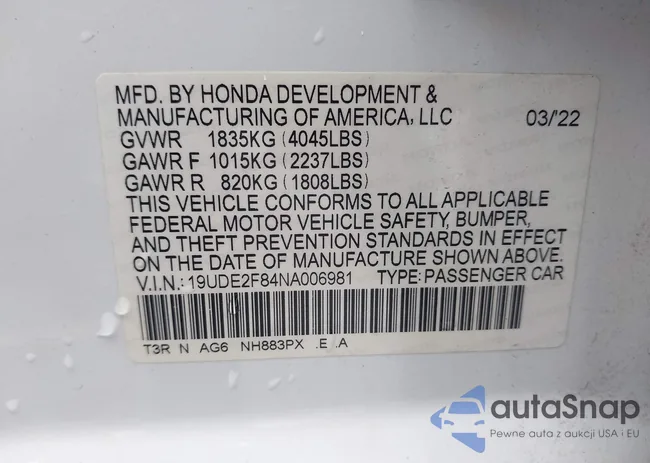 MFD. BY HONDA DEVELOPMENT &
MANUFACTURING OF AMERICA, LLC 03/'22
GVWR 1835KG (4045LBS)
GAWR F 1015KG (2237LBS)
GAWR R 820KG (1808LBS)
THIS VEHICLE CONFORMS TO ALL APPLICABLE
FEDERAL MOTOR VEHICLE SAFETY, BUMPER,
AND THEFT PREVENTION STANDARDS IN EFFECT
ON THE DATE OF MANUFACTURE SHOWN ABOVE.
V.I.N.: 19UDE2F84NA006981 TYPE: PASSENGER CAR
T3R N AG6 NH883PX .E .A
autoSnap
Pewne auta z aukcji USA i EU